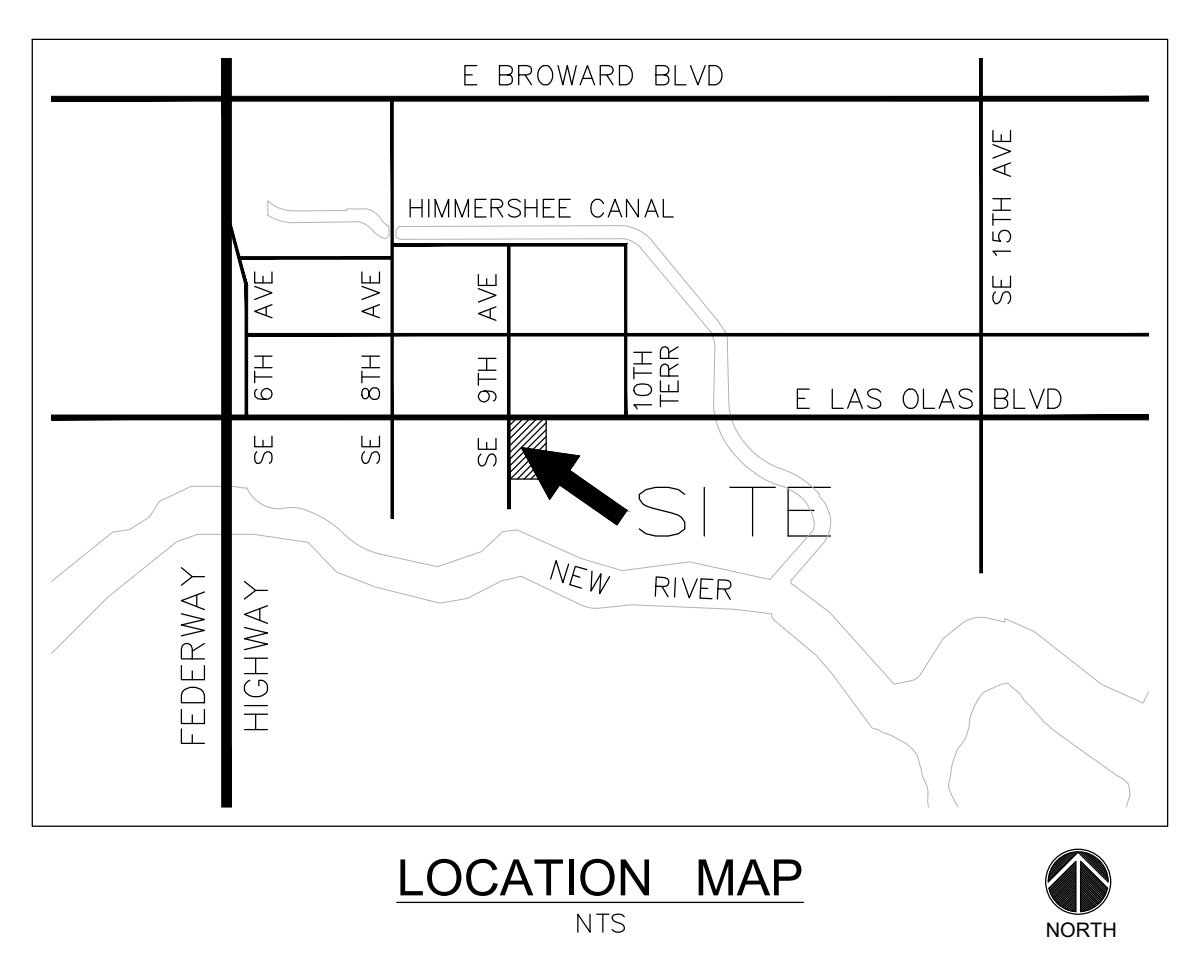 E BROWARD BLVD
HIMMERSHEE CANAL
SE 15TH AVE
SE 6TH AVE
SE 8TH AVE
SE 9TH AVE
10TH
TERR
E LAS OLAS BLVD
SITE
NEW RIVER
FEDERWAY
HIGHWAY
LOCATION MAP
NTS
NORTH